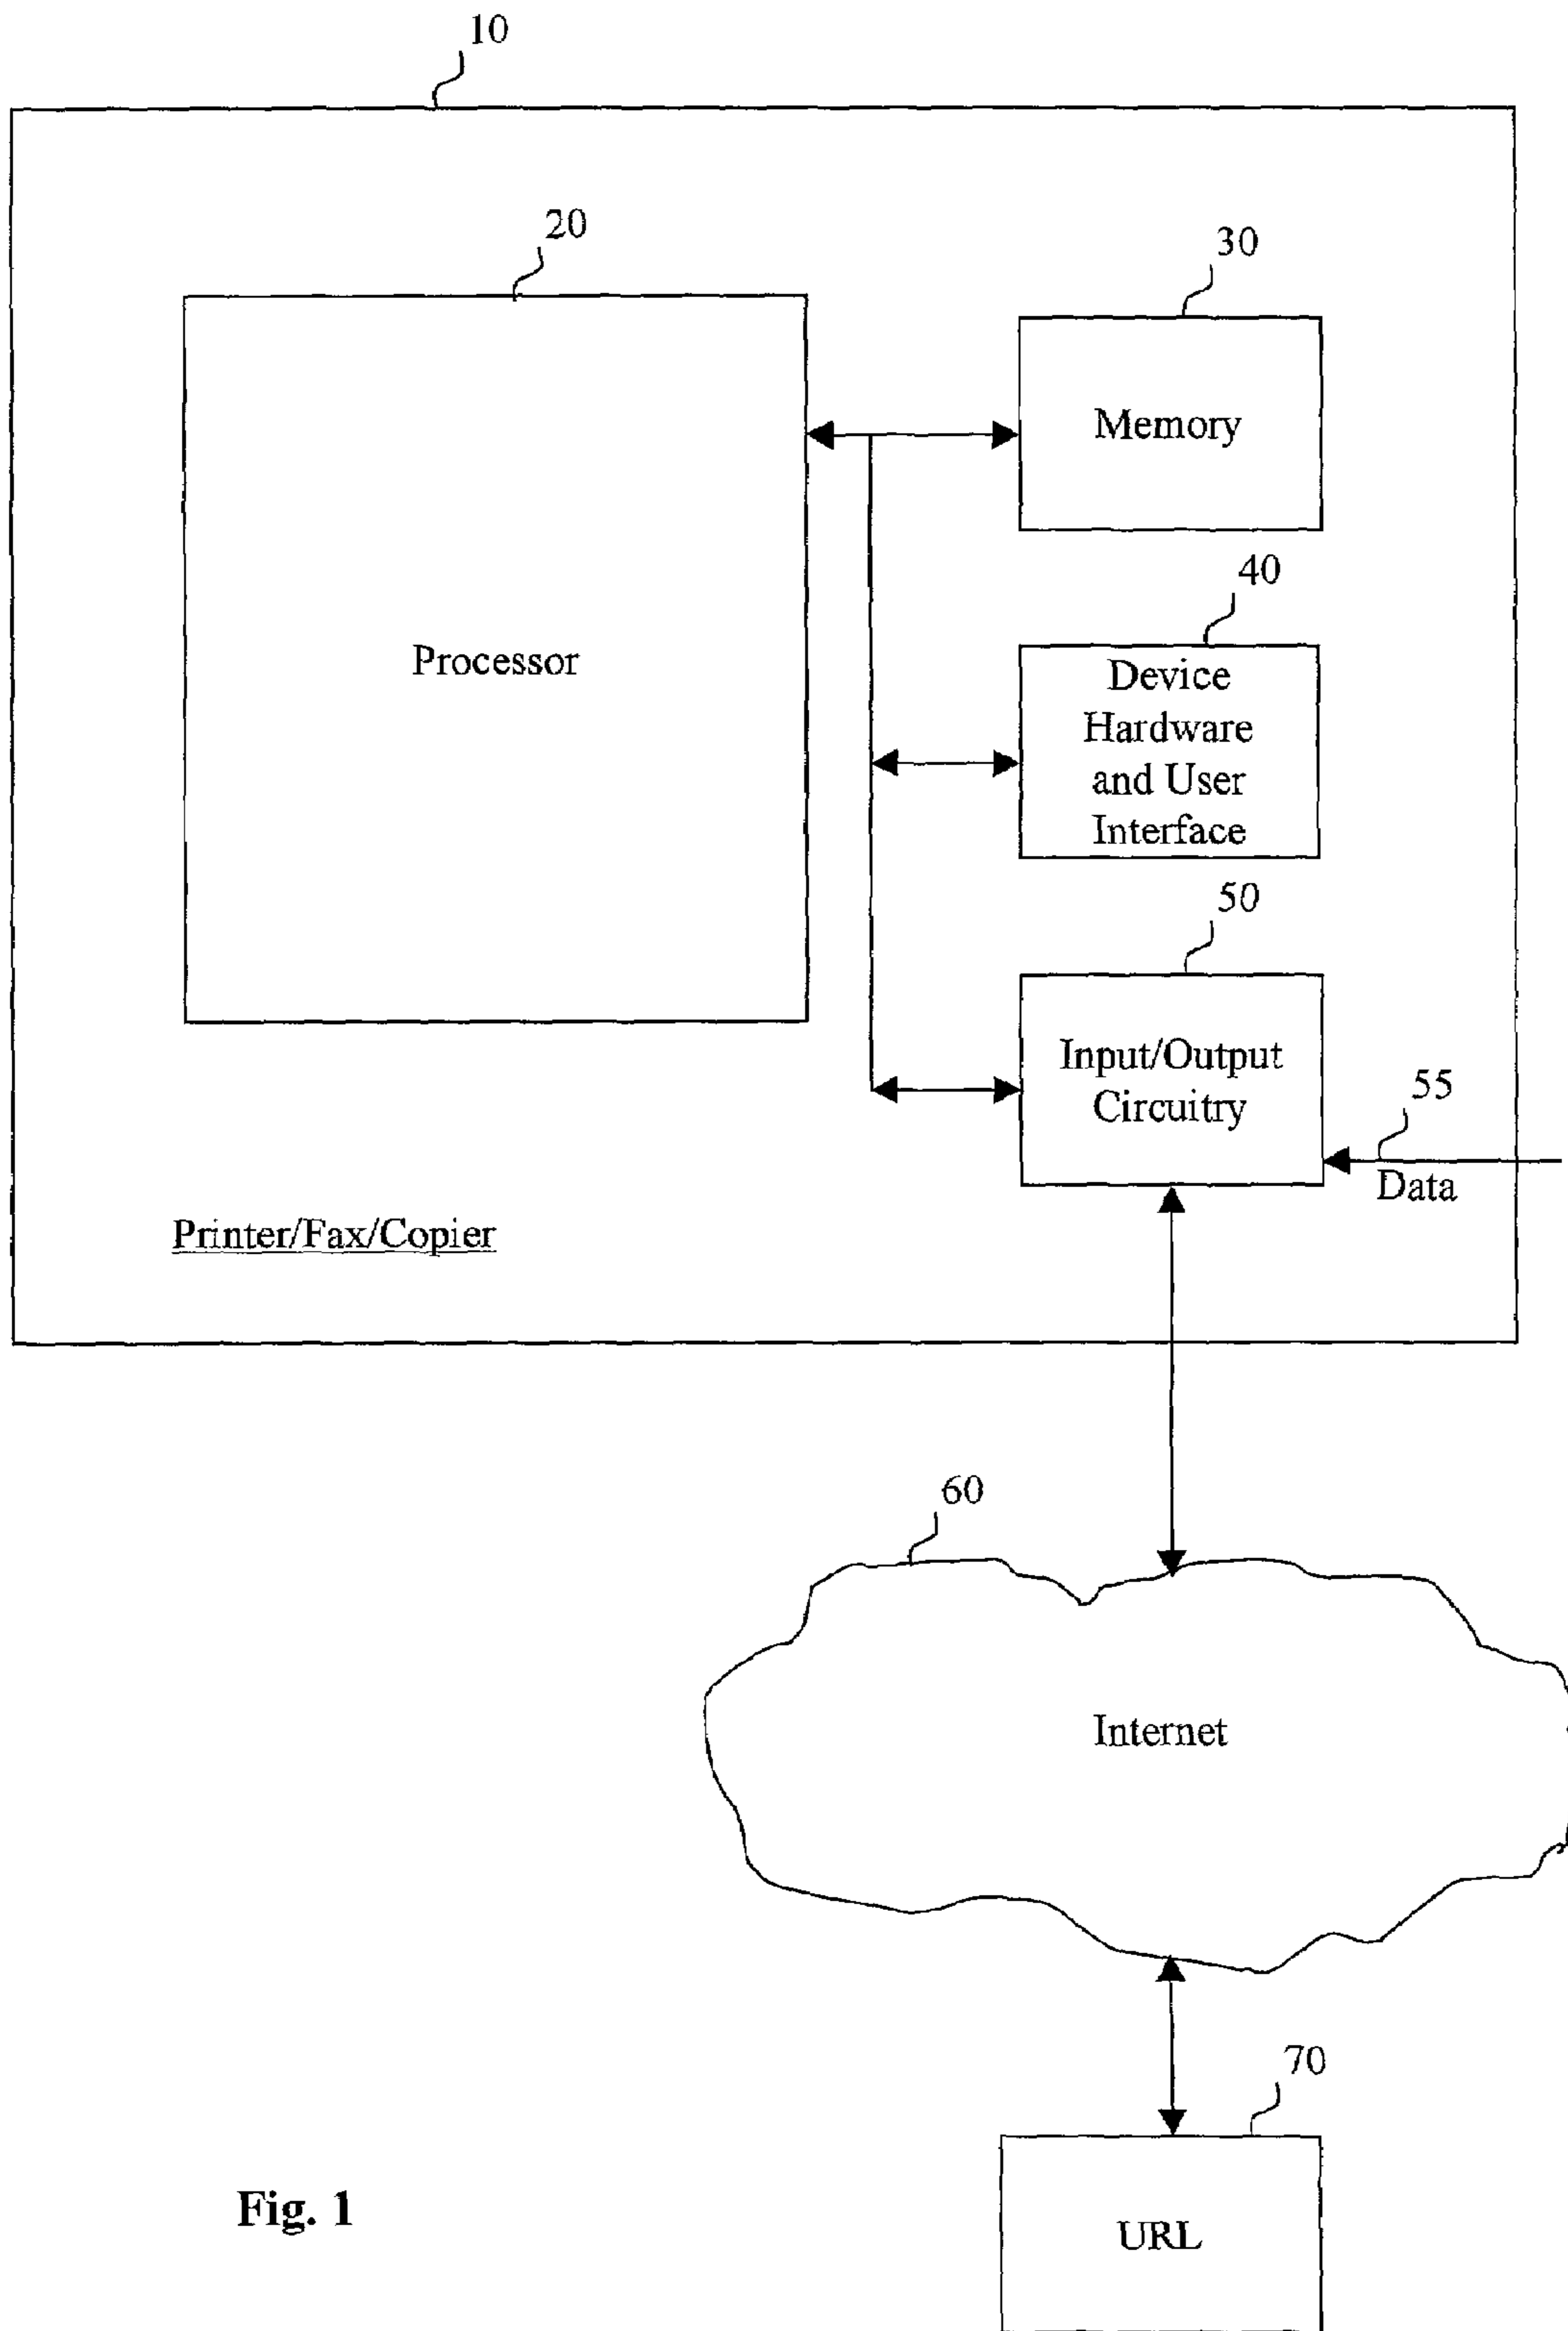 10
20
30
Memory
Processor
40
Device
Hardware
and User
Interface
50
Input/Output
Circuitry
55
Data
Printer/Fax/Copier
60
Internet
70
URL
Fig. 1